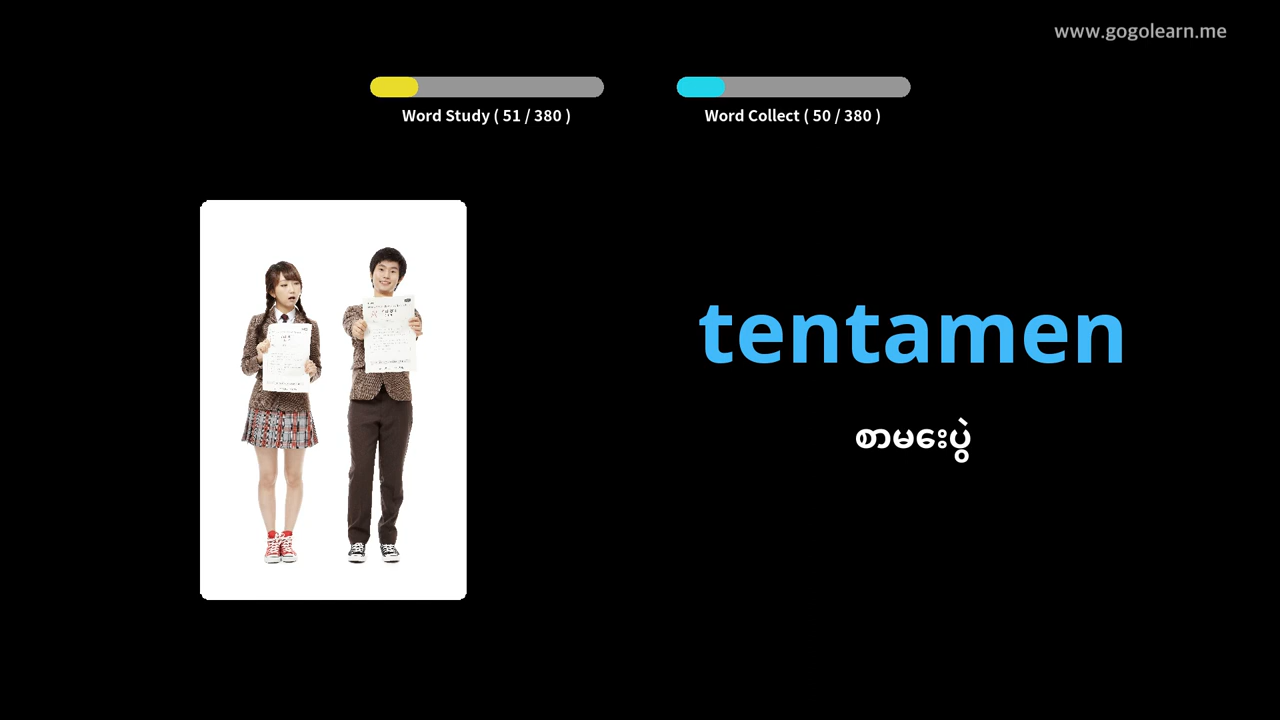 www.gogolearn.me
Word Study ( 51 / 380 )
Word Collect ( 50 / 380 )
tentamen
စာမေးပွဲ